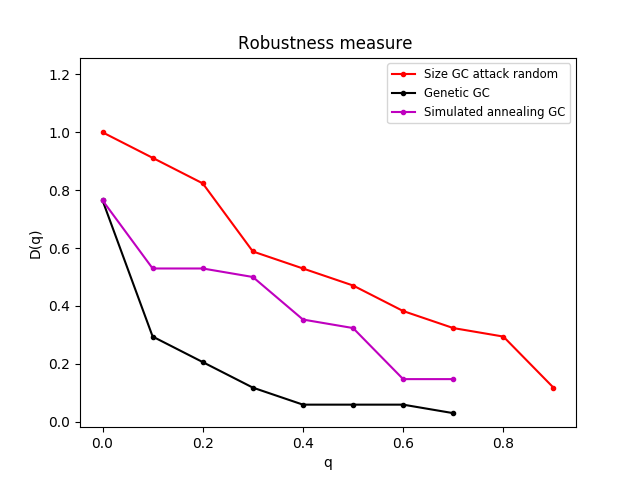 Robustness measure
Size GC attack random
Genetic GC
Simulated annealing GC
D(q)
1.2
1.0
0.8
0.6
0.4
0.2
0.0
0.0 0.2 0.4 0.6 0.8
q